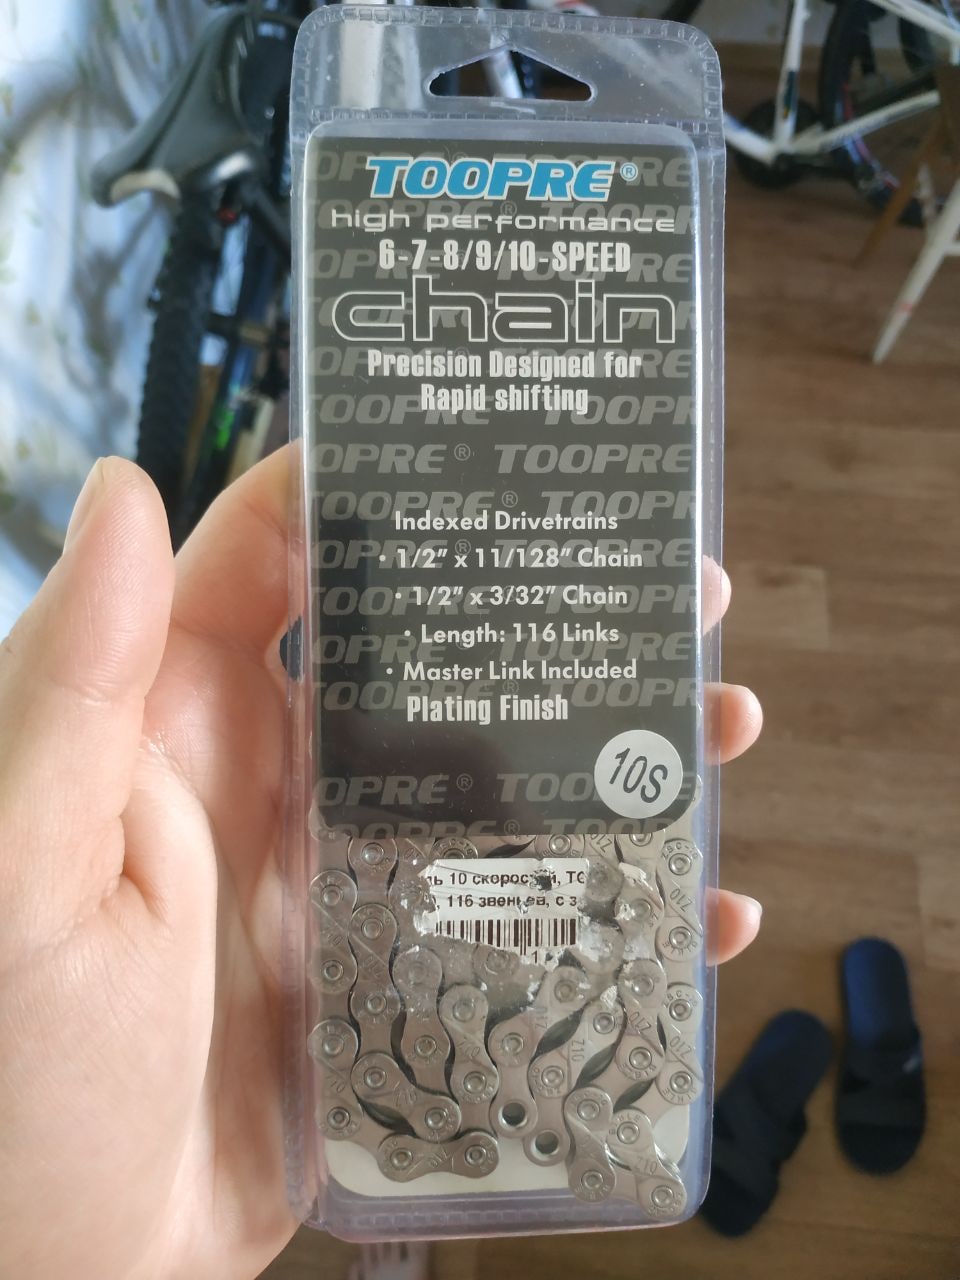 TOOPRE®
high performance
6-7-8/9/10-SPEED
chain
Precision Designed for
Rapid shifting
Indexed Drivetrains
• 1/2” x 11/128” Chain
• 1/2” x 3/32” Chain
• Length: 116 Links
• Master Link Included
Plating Finish
10S
10 скоростей,
116 звеньев, с
Z10